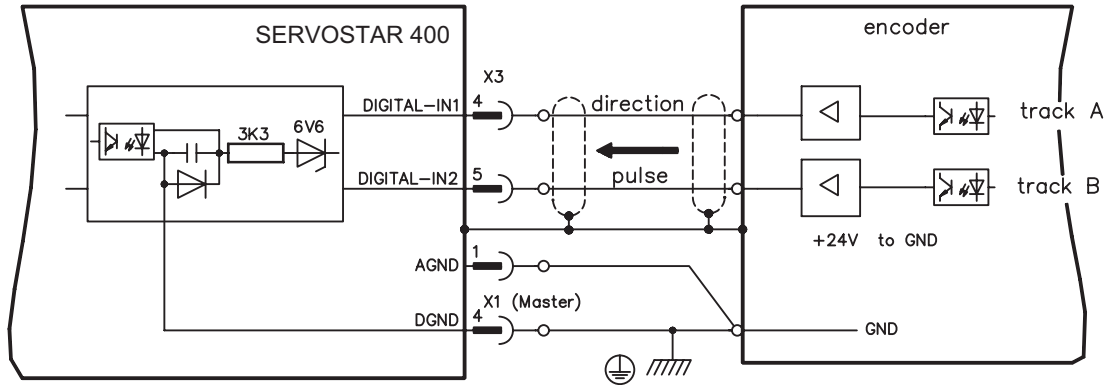 SERVOSTAR 400
encoder
X3
DIGITAL-IN1 4 direction track A
3K3 6V6
DIGITAL-IN2 5 pulse track B
+24V to GND
AGND 1
X1 (Master)
DGND 4 GND